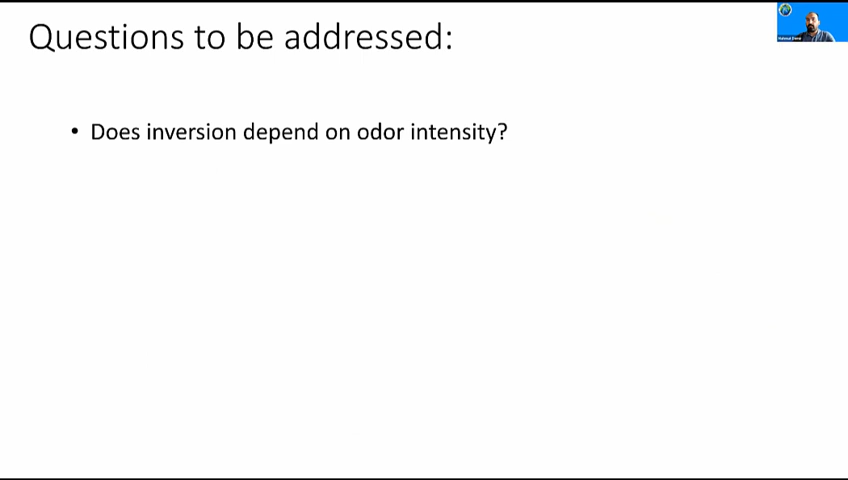 Questions to be addressed:
• Does inversion depend on odor intensity?